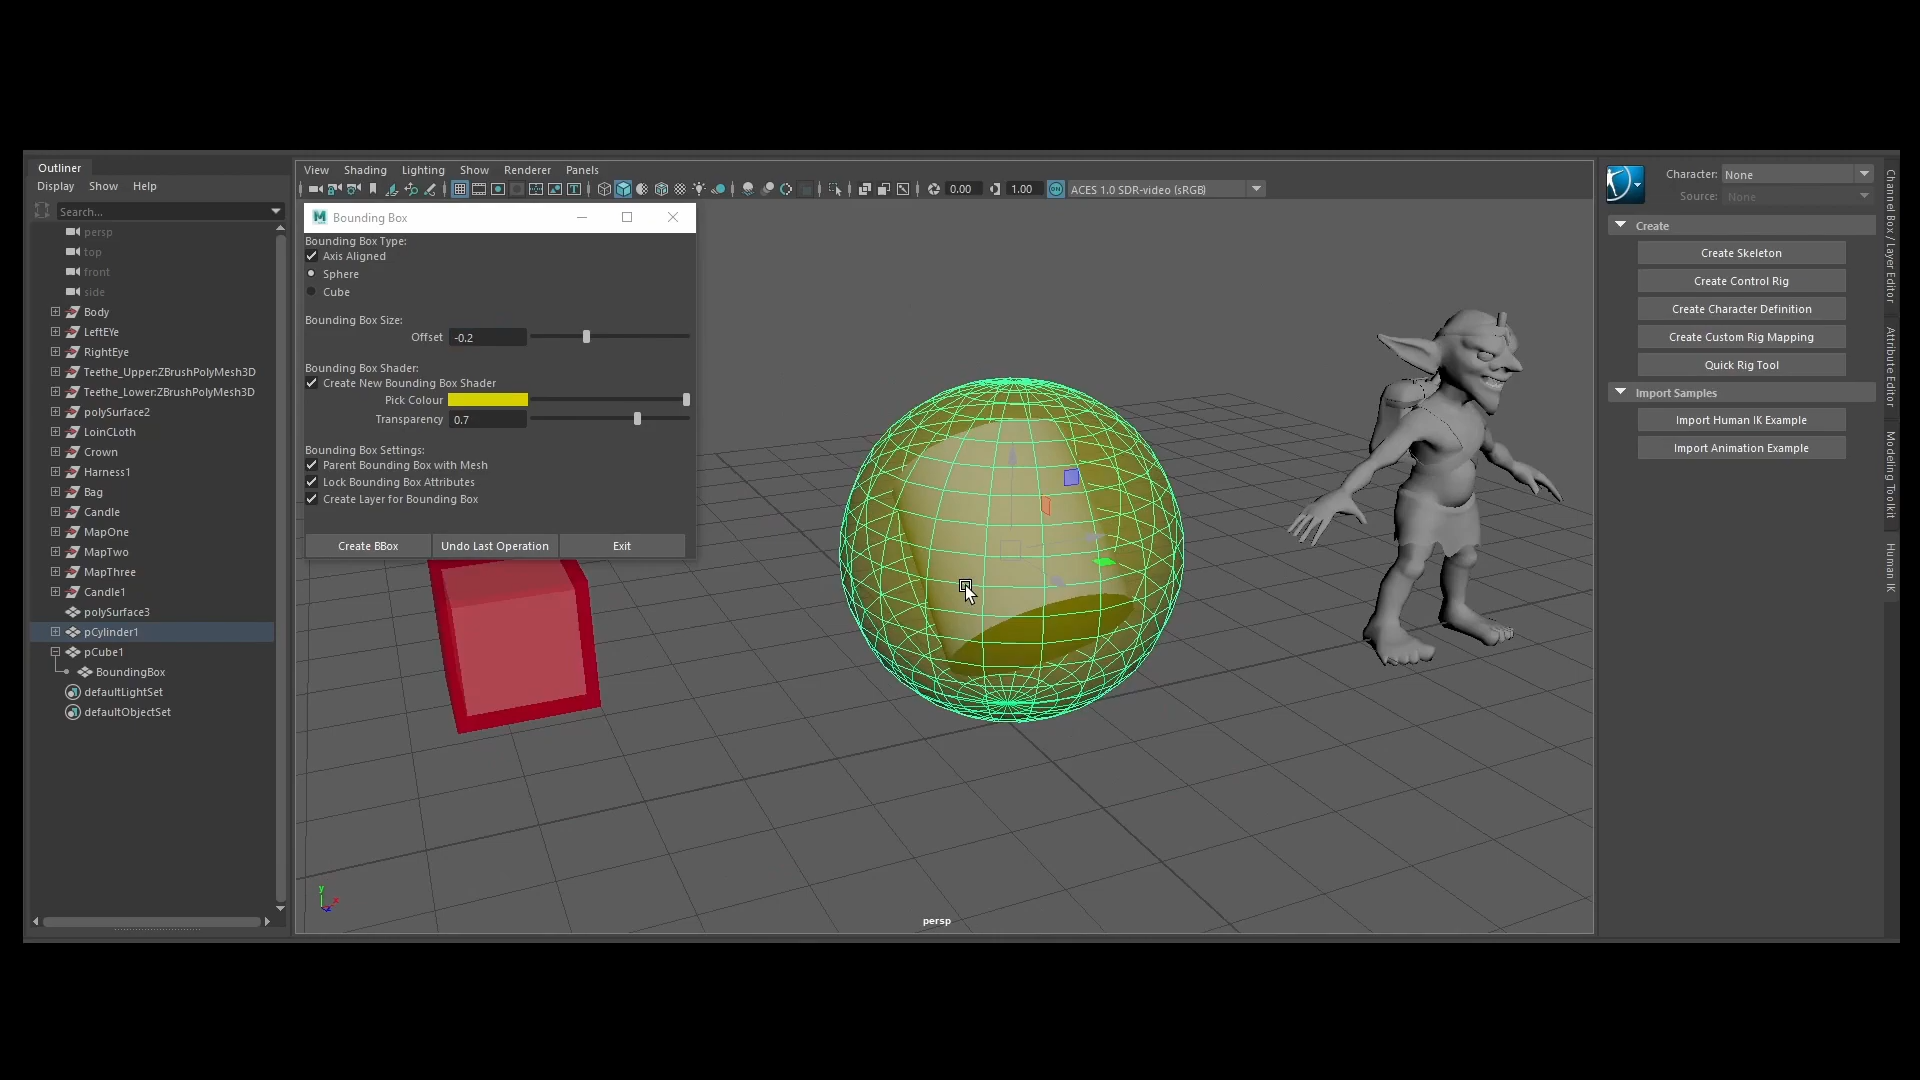 Outliner
Display Show Help
Search...
persp
top
front
side
Body
LeftEYe
RightEye
Teethe_Upper:ZBrushPolyMesh3D
Teethe_Lower:ZBrushPolyMesh3D
polySurface2
LoinCLoth
Crown
Harness1
Bag
Candle
MapOne
MapTwo
MapThree
Candle1
polySurface3
pCylinder1
pCube1
BoundingBox
defaultLightSet
defaultObjectSet
View Shading Lighting Show Renderer Panels
0.00 1.00 ON ACES 1.0 SDR-video (sRGB)
M Bounding Box
Bounding Box Type:
Axis Aligned
Sphere
Cube
Bounding Box Size:
Offset -0.2
Bounding Box Shader:
Create New Bounding Box Shader
Pick Colour
Transparency 0.7
Bounding Box Settings:
Parent Bounding Box with Mesh
Lock Bounding Box Attributes
Create Layer for Bounding Box
Create BBox Undo Last Operation Exit
y
x
z
persp
Character: None
Source: None
Create
Create Skeleton
Create Control Rig
Create Character Definition
Create Custom Rig Mapping
Quick Rig Tool
Import Samples
Import Human IK Example
Import Animation Example
Channel Box / Layer Editor
Attribute Editor
Modeling Toolkit
Human IK